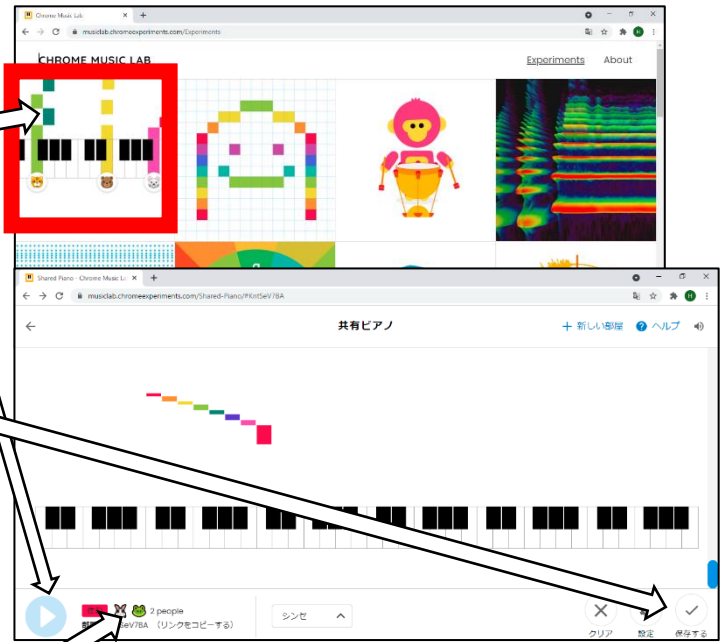 Chrome Music Lab
musiclab.chromeexperiments.com/Experiments
CHROME MUSIC LAB
Experiments About
Shared Piano - Chrome Music La
musiclab.chromeexperiments.com/Shared-Piano/#KntSeV7BA
共有ピアノ
+ 新しい部屋 ? ヘルプ
2 people
SeV7BA （リンクをコピーする）
シンセ
クリア 設定 保存する